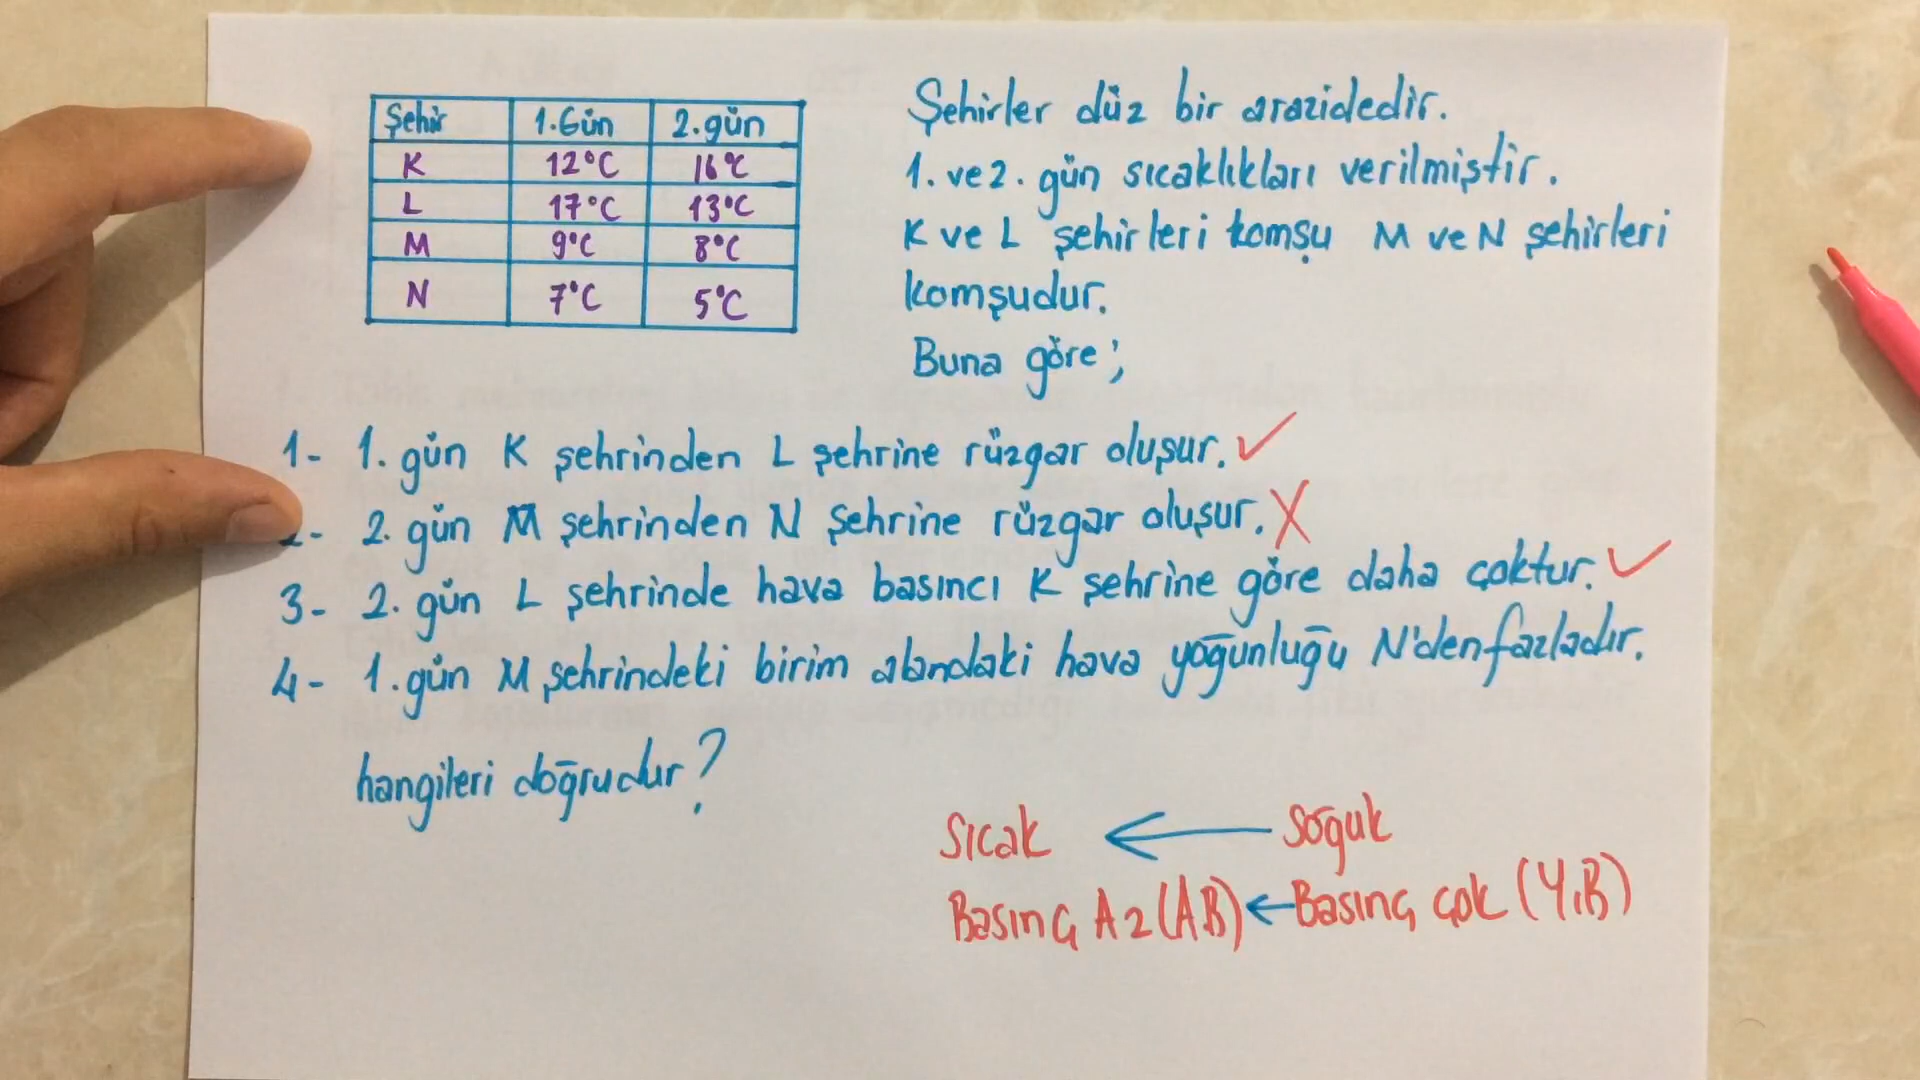 Şehir 1.Gün 2.gün
K 12°C 16°C
L 17°C 13°C
M 9°C 8°C
N 7°C 5°C
Şehirler düz bir arazidedir.
1. ve 2. gün sıcaklıkları verilmiştir.
K ve L şehirleri komşu M ve N şehirleri
komşudur.
Buna göre;
1- 1. gün K şehrinden L şehrine rüzgar oluşur. ✓
2- 2. gün M şehrinden N şehrine rüzgar oluşur. X
3- 2. gün L şehrinde hava basıncı K şehrine göre daha çoktur. ✓
4- 1. gün M şehrindeki birim alandaki hava yoğunluğu N'den fazladır.
hangileri doğrudur?
Sıcak ← Soğuk
Basınç Az (A.B) ← Basınç çok (Y.B)